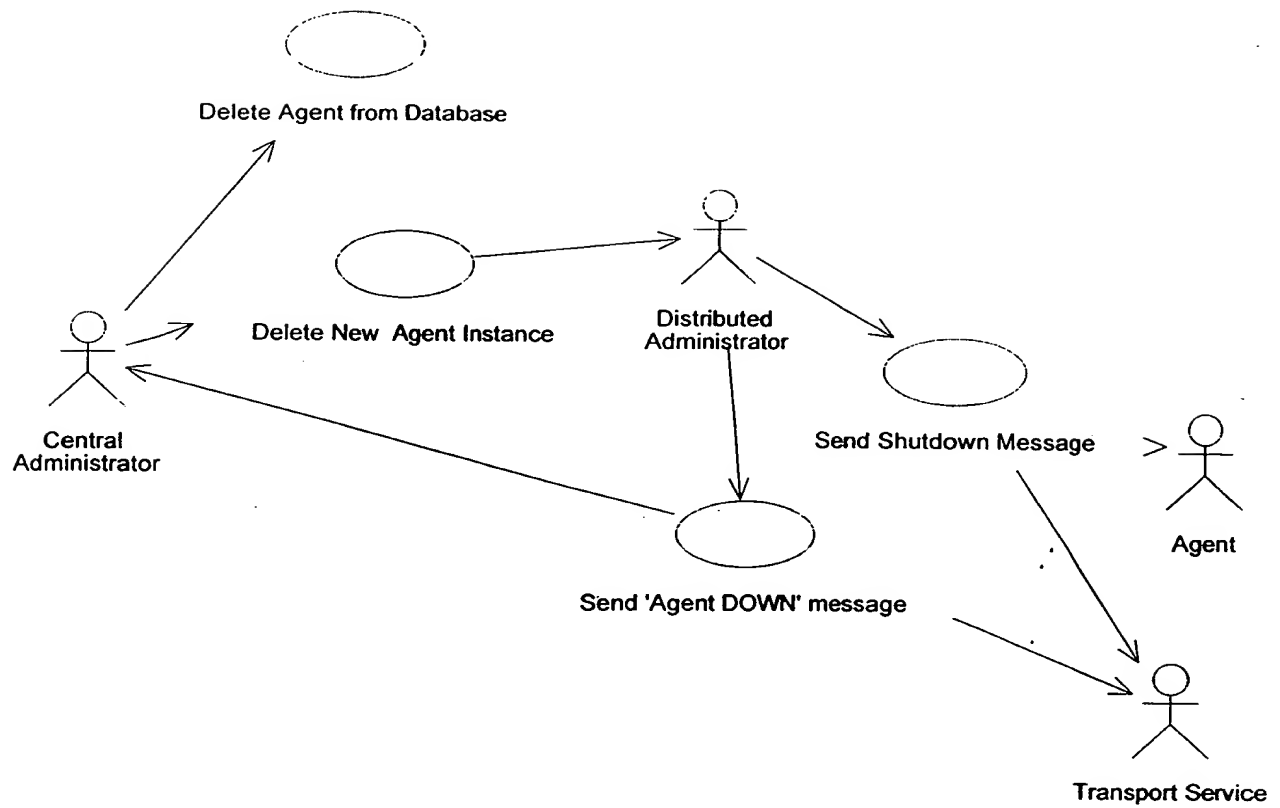 Delete Agent from Database
Delete New Agent Instance
Distributed
Administrator
Central
Administrator
Send Shutdown Message
Agent
Send 'Agent DOWN' message
Transport Service